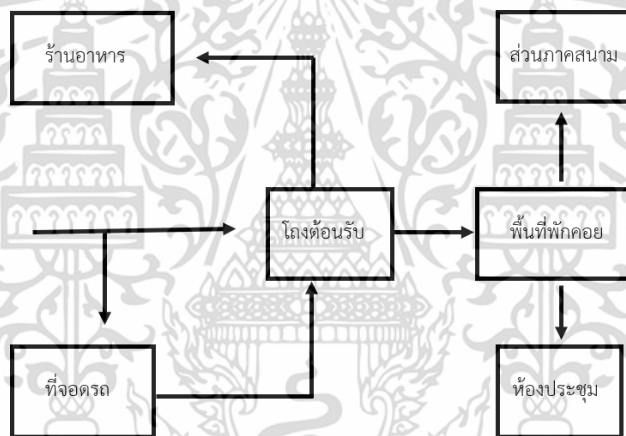 ร้านอาหาร
ส่วนภาคสนาม
โถงต้อนรับ
พื้นที่พักคอย
ที่จอดรถ
ห้องประชุม